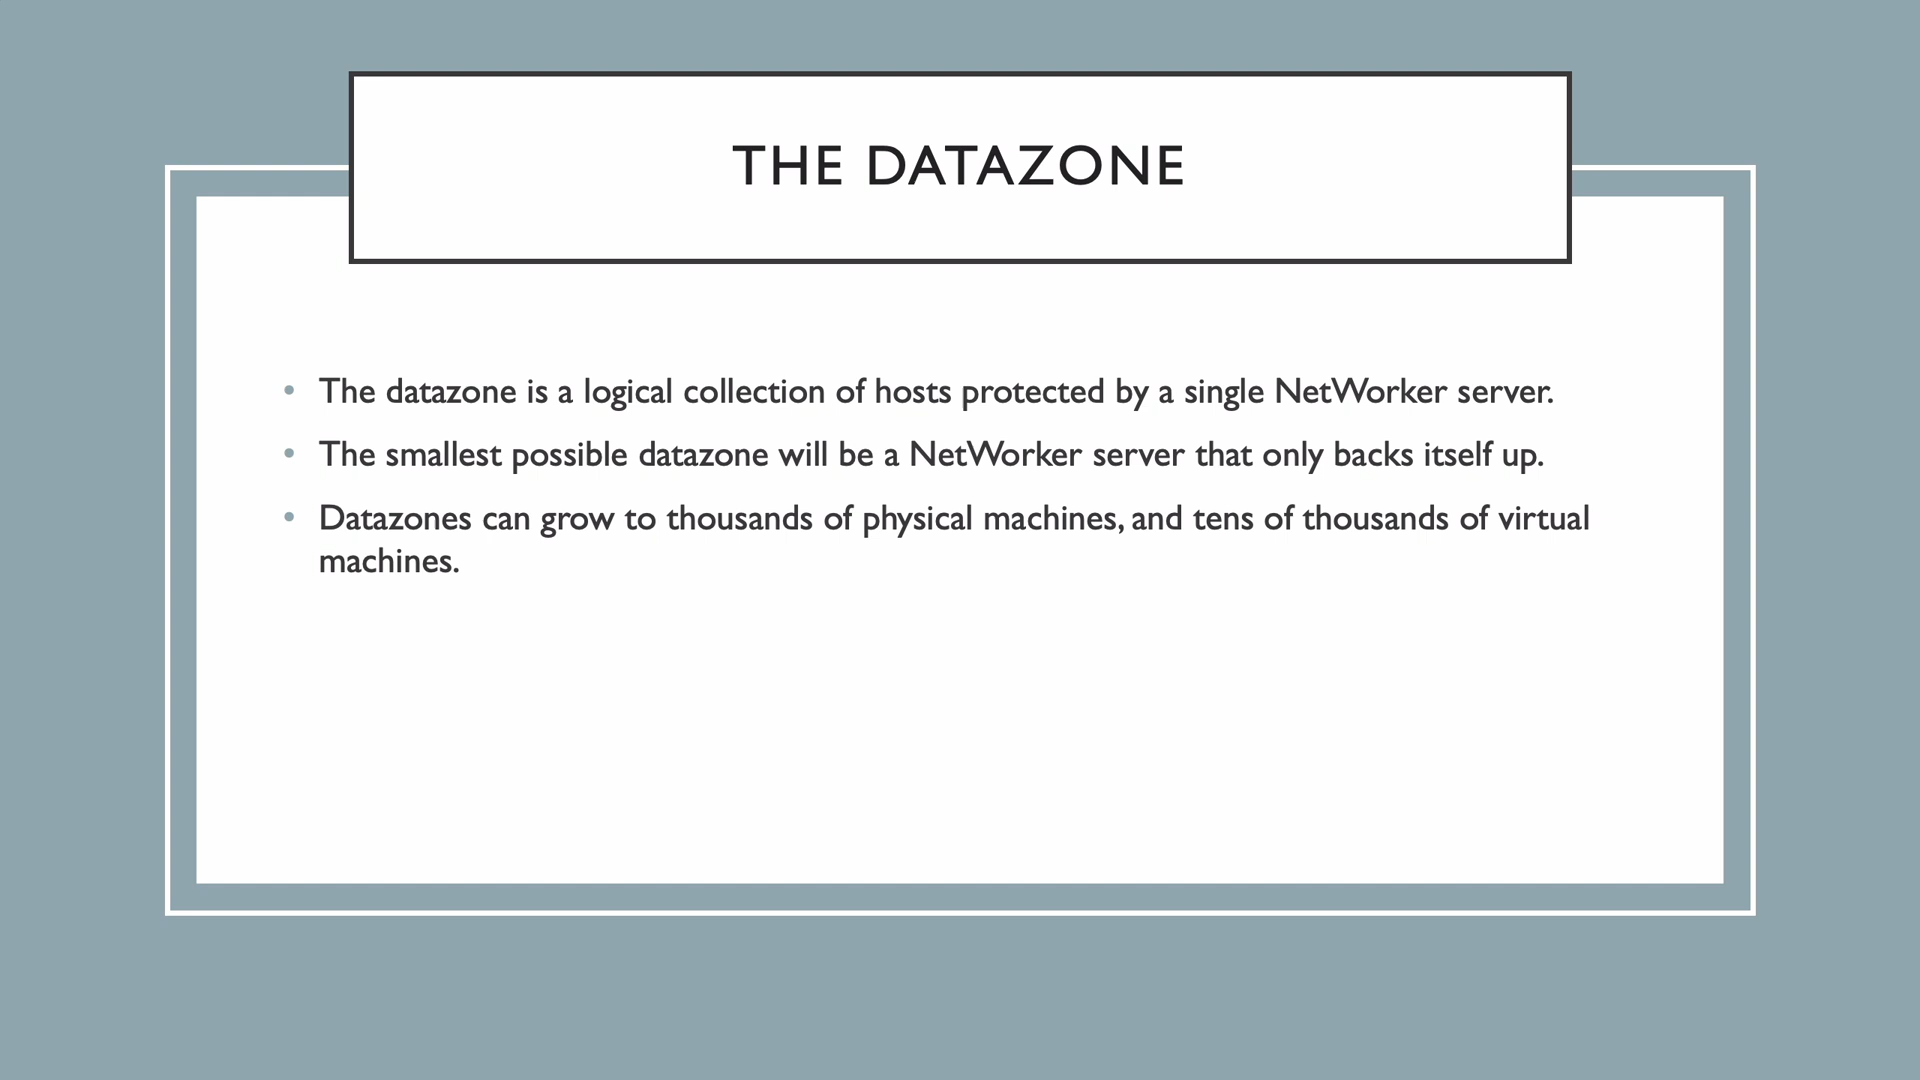 THE DATAZONE
• The datazone is a logical collection of hosts protected by a single NetWorker server.
• The smallest possible datazone will be a NetWorker server that only backs itself up.
• Datazones can grow to thousands of physical machines, and tens of thousands of virtual
machines.